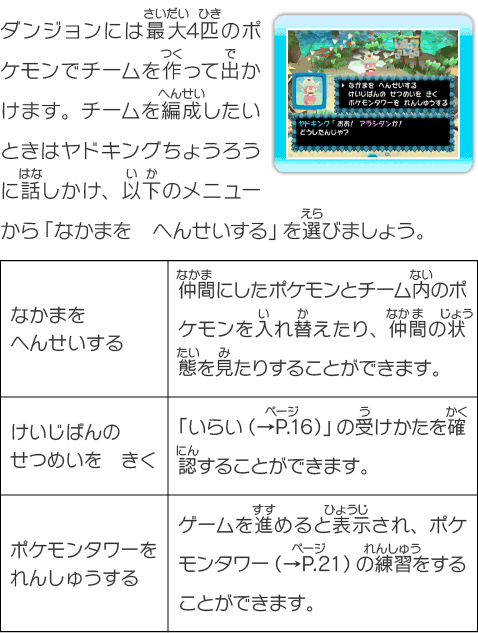 ダンジョンには最大4匹のポ
ケモンでチームを作って出か
けます。チームを編成したい
ときはヤドキングちょうろう
に話しかけ、以下のメニュー
から「なかまを　へんせいする」を選びましょう。
なかまを　へんせいする
けいじばんの　せつめいを　きく
ポケモンタワーを　れんしゅうする
ヤドキング「おお！　アラシタンか！
どうしたんじゃ？
なかまを
へんせいする
仲間にしたポケモンとチーム内のポ
ケモンを入れ替えたり、仲間の状
態を見たりすることができます。
けいじばんの
せつめいを　きく
「いらい（→P.16）」の受けかたを確
認することができます。
ポケモンタワーを
れんしゅうする
ゲームを進めると表示され、ポケ
モンタワー（→P.21）の練習をする
ことができます。